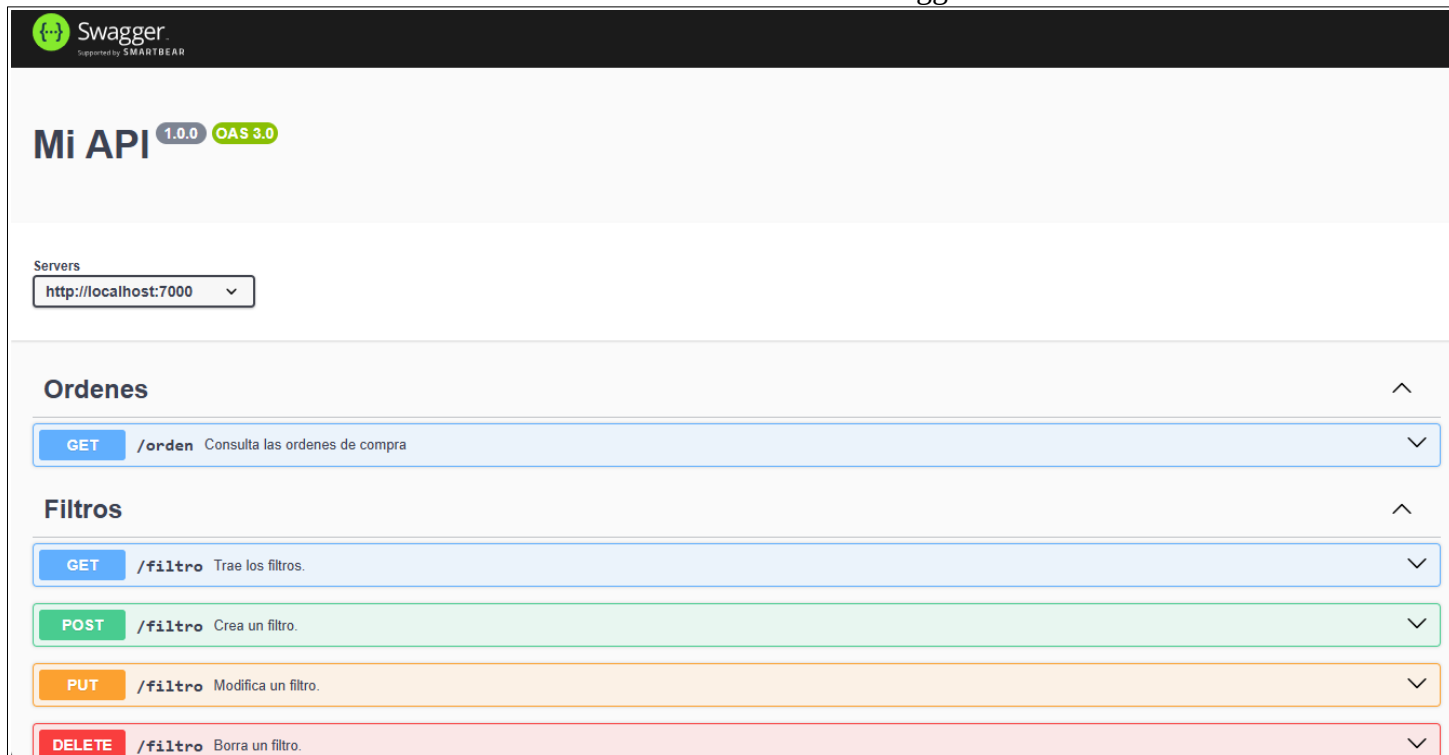 {··} Swagger.
Supported by SMARTBEAR
Mi API 1.0.0 OAS 3.0
Servers
http://localhost:7000
Ordenes
GET /orden Consulta las ordenes de compra
Filtros
GET /filtro Trae los filtros.
POST /filtro Crea un filtro.
PUT /filtro Modifica un filtro.
DELETE /filtro Borra un filtro.